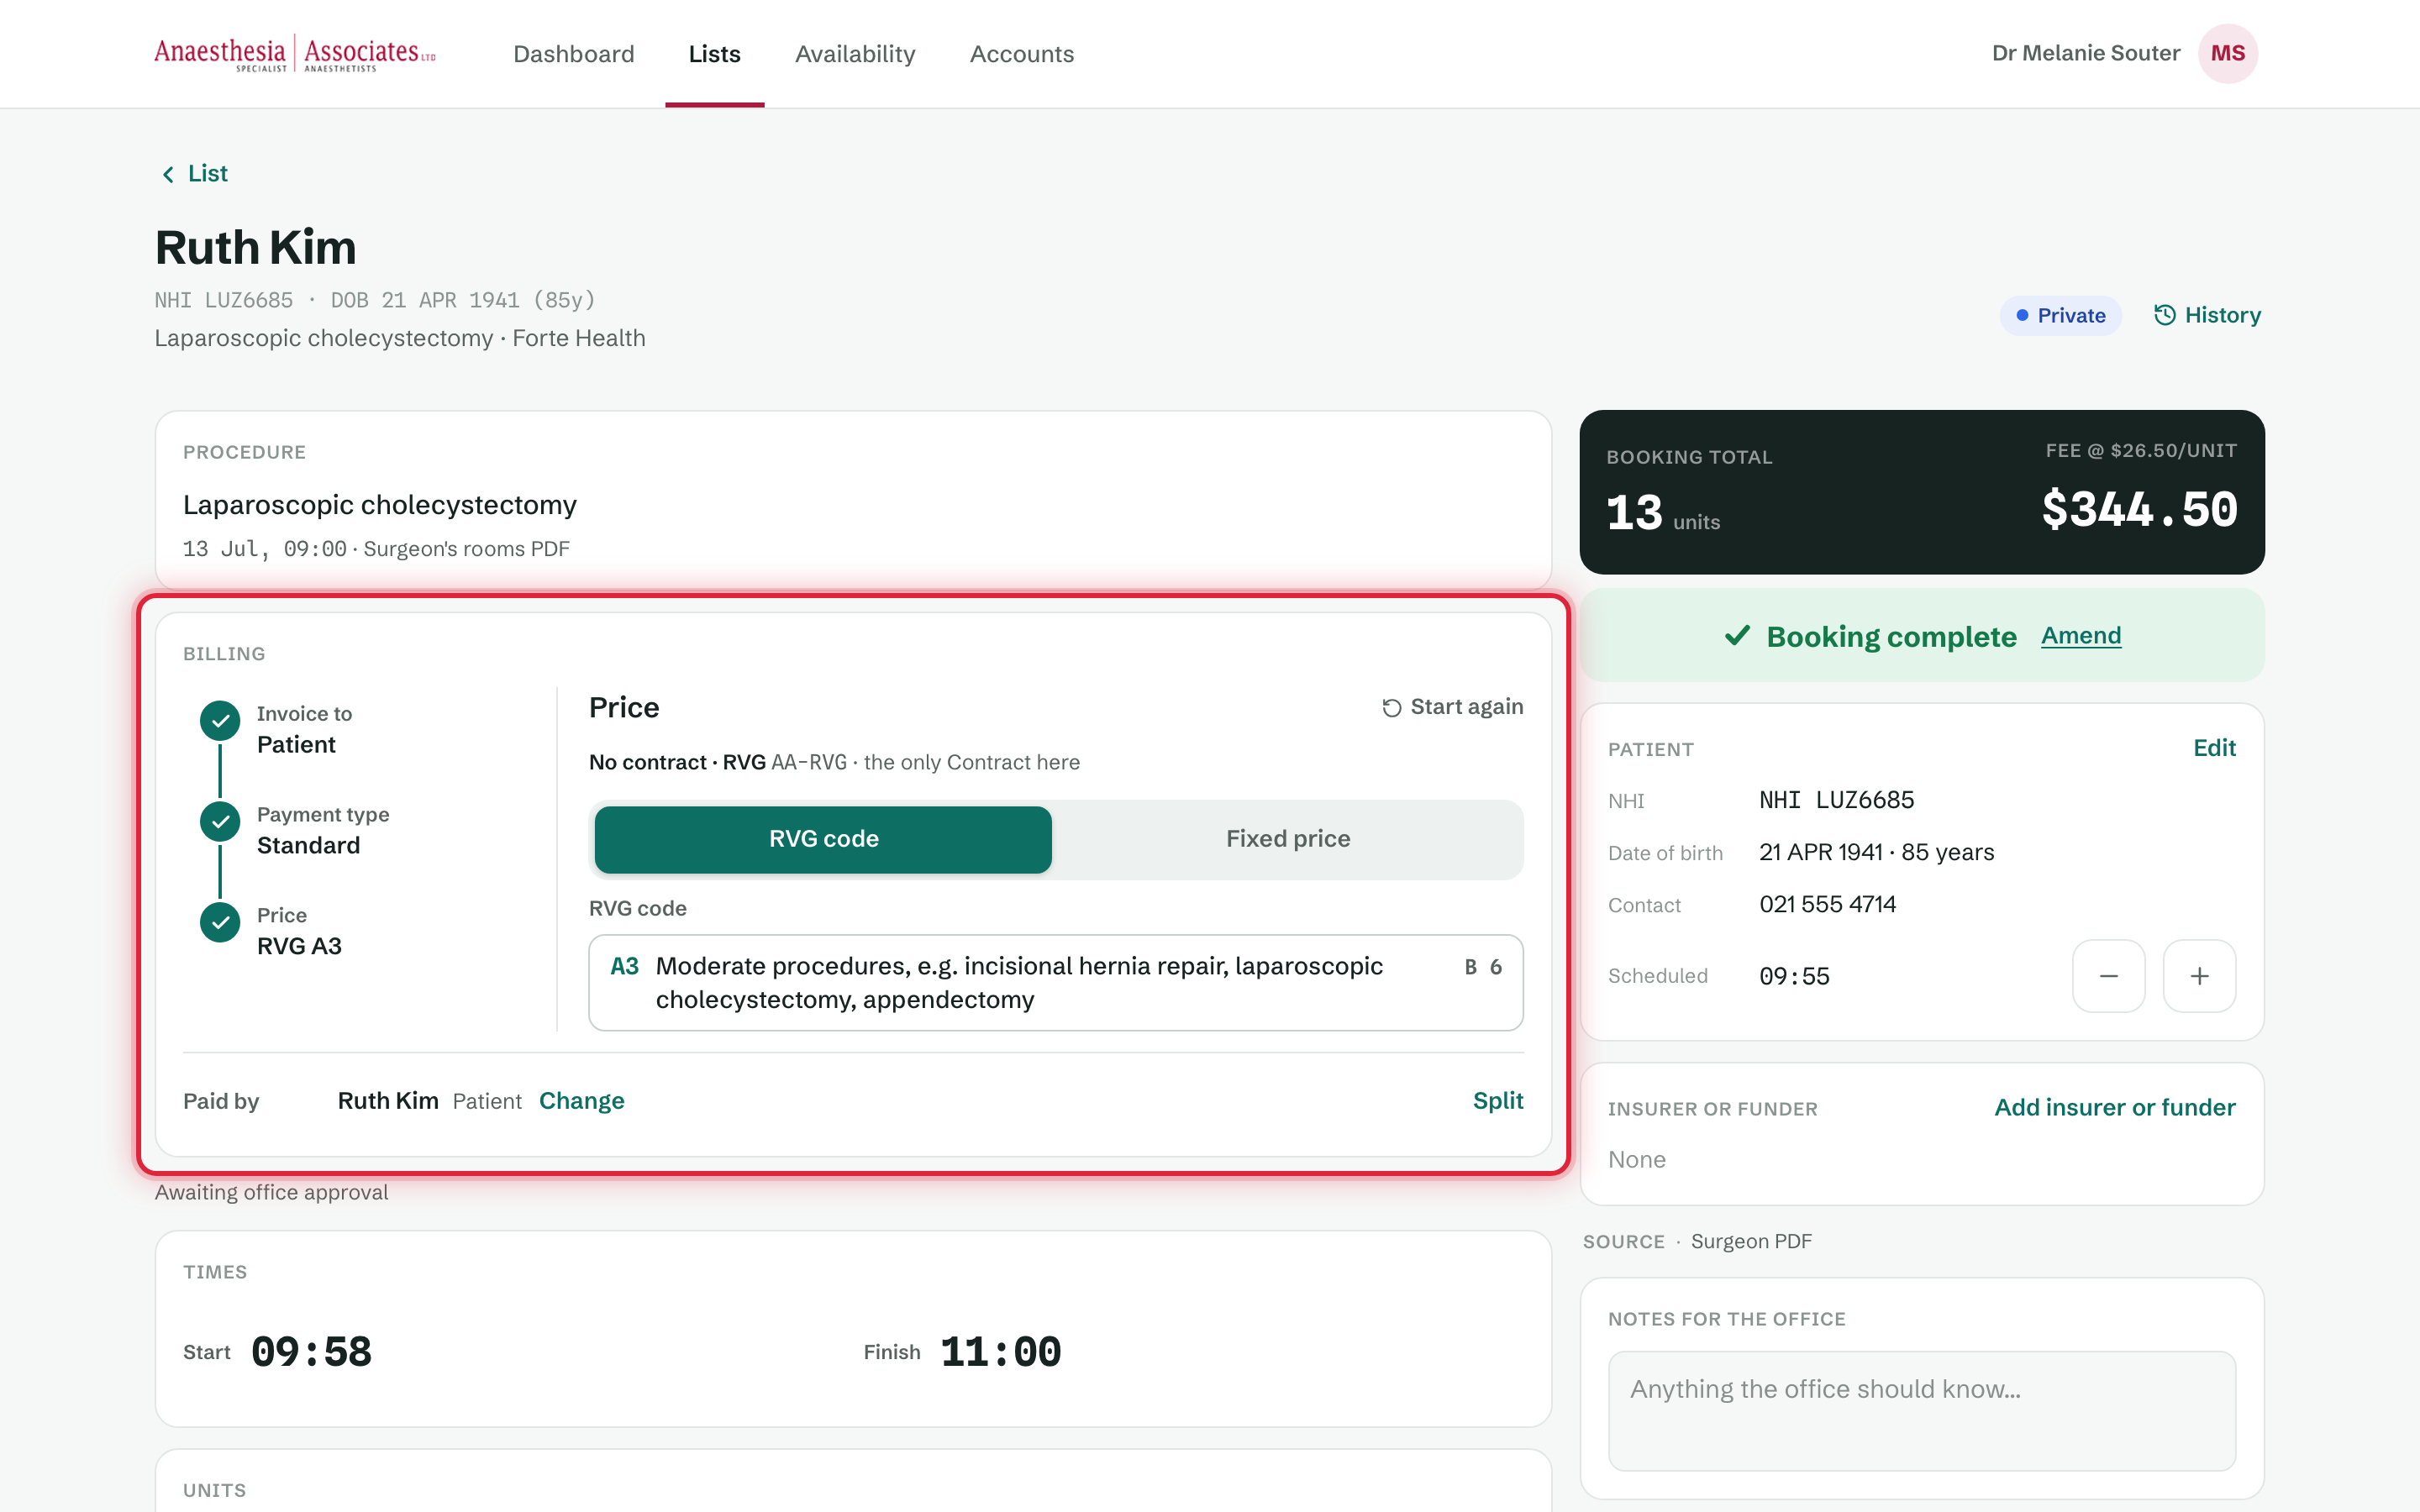 Anaesthesia | Associates LTD
SPECIALIST ANAESTHETISTS
Dashboard
Lists
Availability
Accounts
Dr Melanie Souter
MS
List
Ruth Kim
NHI LUZ6685 · DOB 21 APR 1941 (85y)
Laparoscopic cholecystectomy · Forte Health
Private
History
PROCEDURE
Laparoscopic cholecystectomy
13 Jul, 09:00 · Surgeon's rooms PDF
BILLING
Invoice to
Patient
Payment type
Standard
Price
RVG A3
Price
Start again
No contract · RVG AA-RVG · the only Contract here
RVG code
Fixed price
RVG code
A3 Moderate procedures, e.g. incisional hernia repair, laparoscopic
cholecystectomy, appendectomy
B 6
Paid by
Ruth Kim Patient Change
Split
Awaiting office approval
TIMES
Start 09:58
Finish 11:00
UNITS
BOOKING TOTAL
13 units
FEE @ $26.50/UNIT
$344.50
Booking complete Amend
PATIENT
Edit
NHI
NHI LUZ6685
Date of birth
21 APR 1941 · 85 years
Contact
021 555 4714
Scheduled
09:55
INSURER OR FUNDER
Add insurer or funder
None
SOURCE · Surgeon PDF
NOTES FOR THE OFFICE
Anything the office should know...